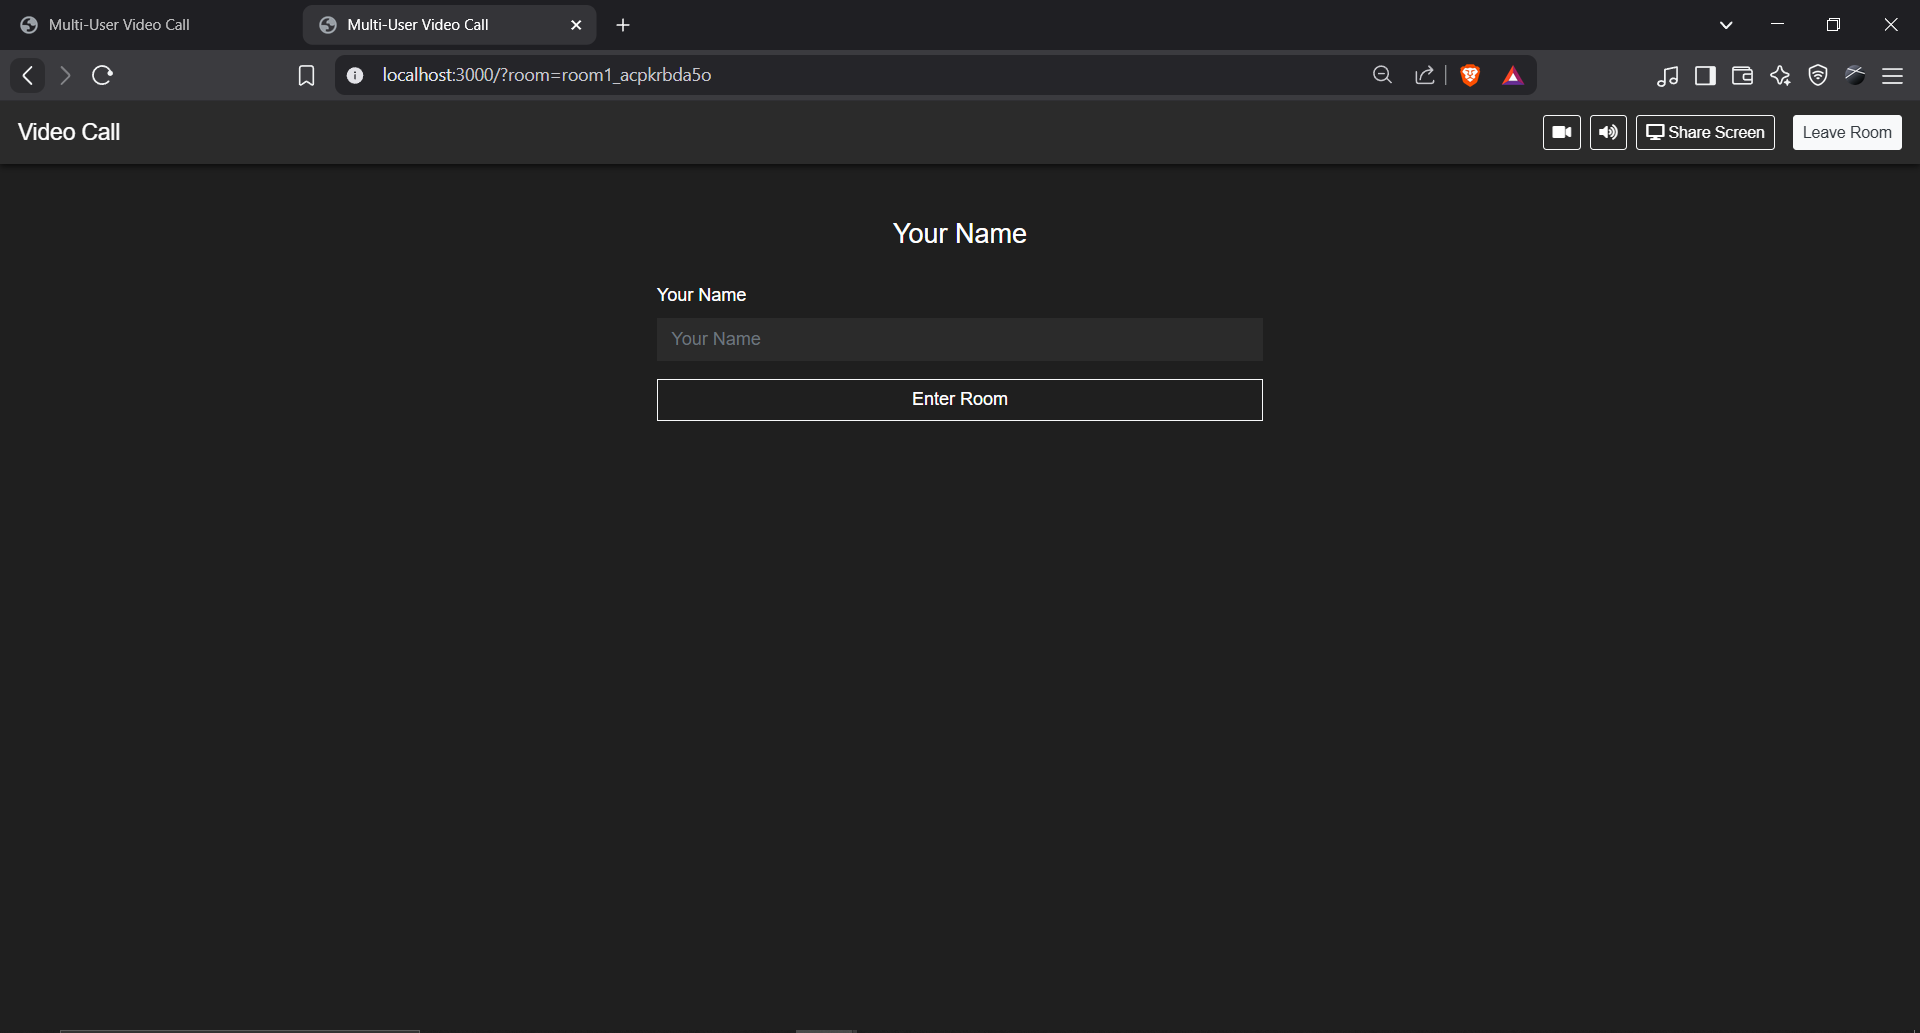 Multi-User Video Call
Multi-User Video Call
localhost:3000/?room=room1_acpkrbda5o
Video Call
Share Screen
Leave Room
Your Name
Your Name
Your Name
Enter Room